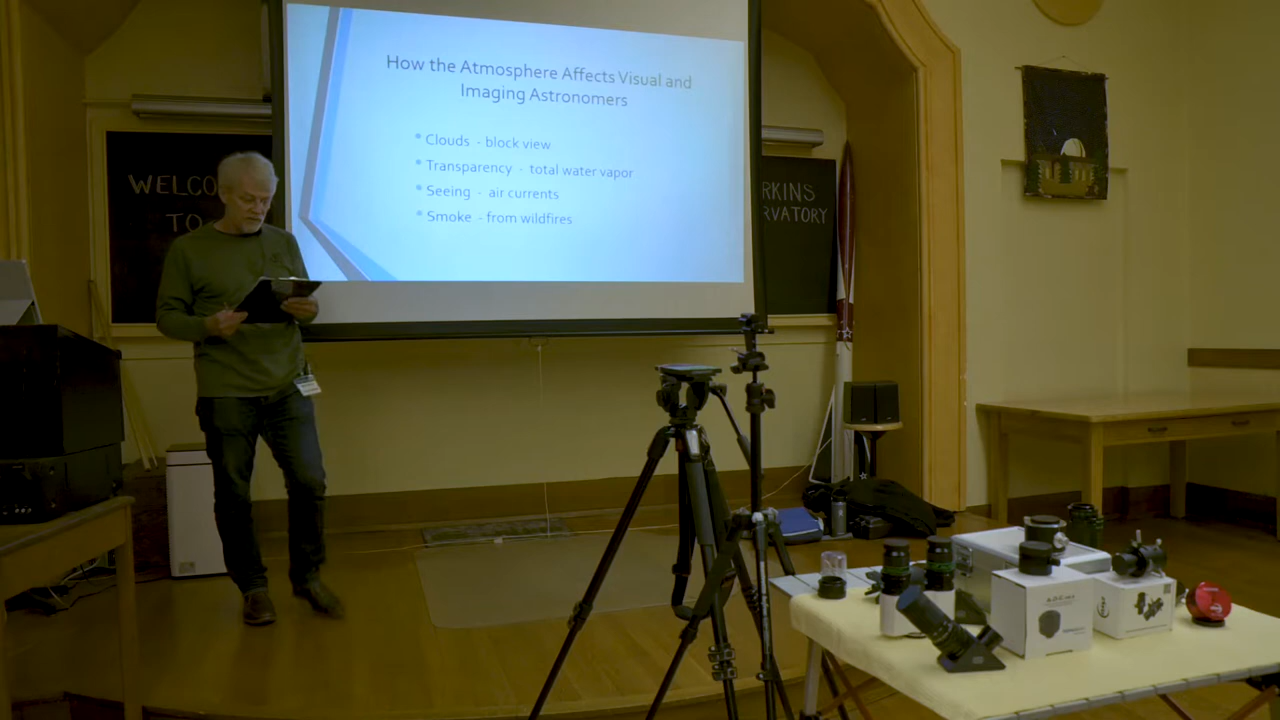 How the Atmosphere Affects Visual and
Imaging Astronomers
Clouds - block view
Transparency - total water vapor
Seeing - air currents
Smoke - from wildfires
WELCO
TO
RKINS
RVATORY